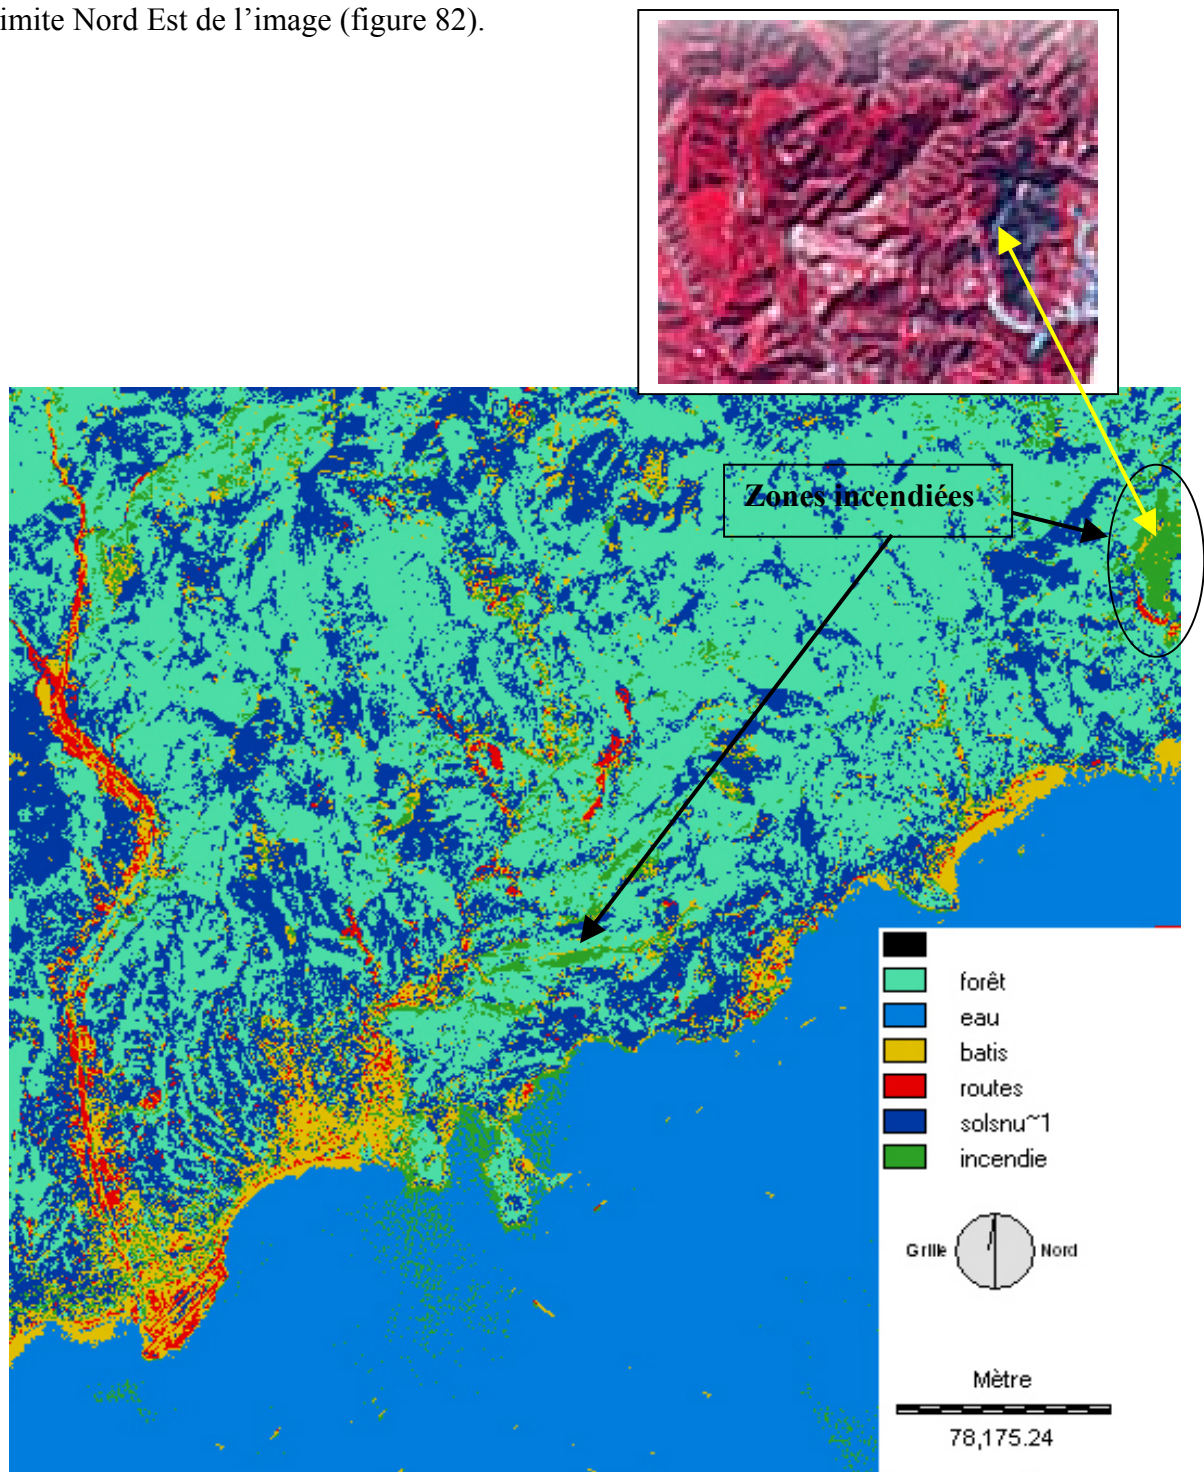 imite Nord Est de l’image (figure 82).
Zones incendiées
forêt
eau
batis
routes
solsnu~1
incendie
Grille Nord
Mètre
78,175.24